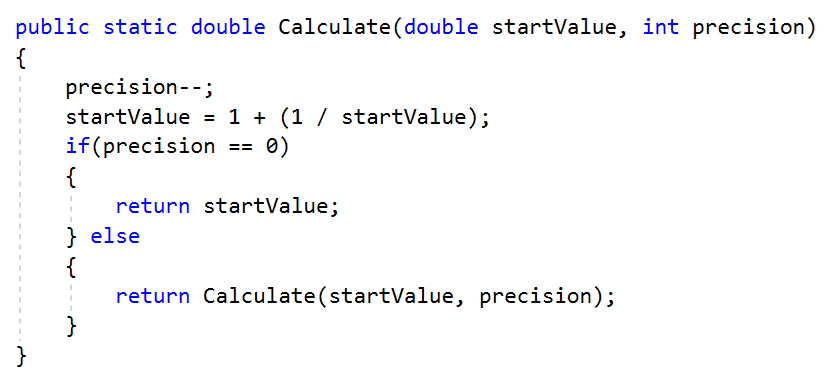 public static double Calculate(double startValue, int precision)
{
    precision--;
    startValue = 1 + (1 / startValue);
    if(precision == 0)
    {
        return startValue;
    } else
    {
        return Calculate(startValue, precision);
    }
}